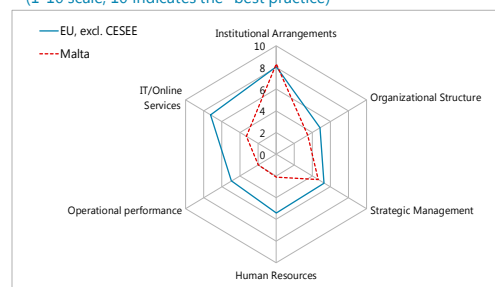 (1-10 scale, 10 indicates the "best practice)
EU, excl. CESEE
Malta
Institutional Arrangements
10
8
6
4
2
0
IT/Online
Services
Organizational Structure
Operational performance
Strategic Management
Human Resources